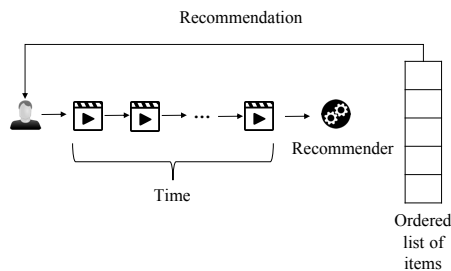 Recommendation
...
Recommender
Time
Ordered
list of
items